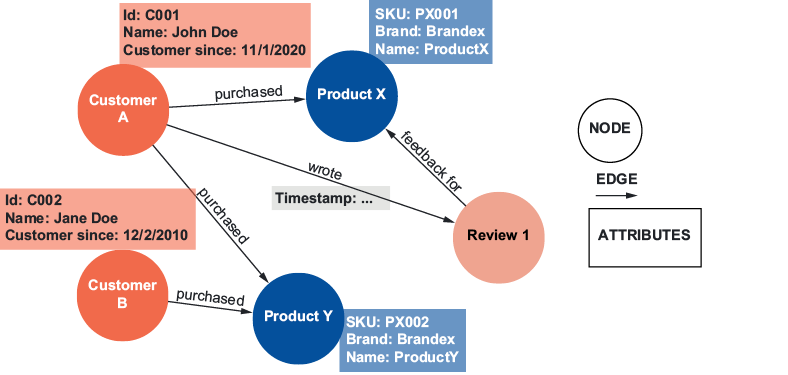 Id: C001
Name: John Doe
Customer since: 11/1/2020
SKU: PX001
Brand: Brandex
Name: ProductX
Customer
A
purchased
Product X
feedback for
NODE
wrote
EDGE
Timestamp: ...
purchased
Id: C002
Name: Jane Doe
Customer since: 12/2/2010
Review 1
ATTRIBUTES
Customer
B
purchased
Product Y
SKU: PX002
Brand: Brandex
Name: ProductY